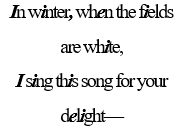 In winter, when the fields
are white,
I sing this song for your
delight—